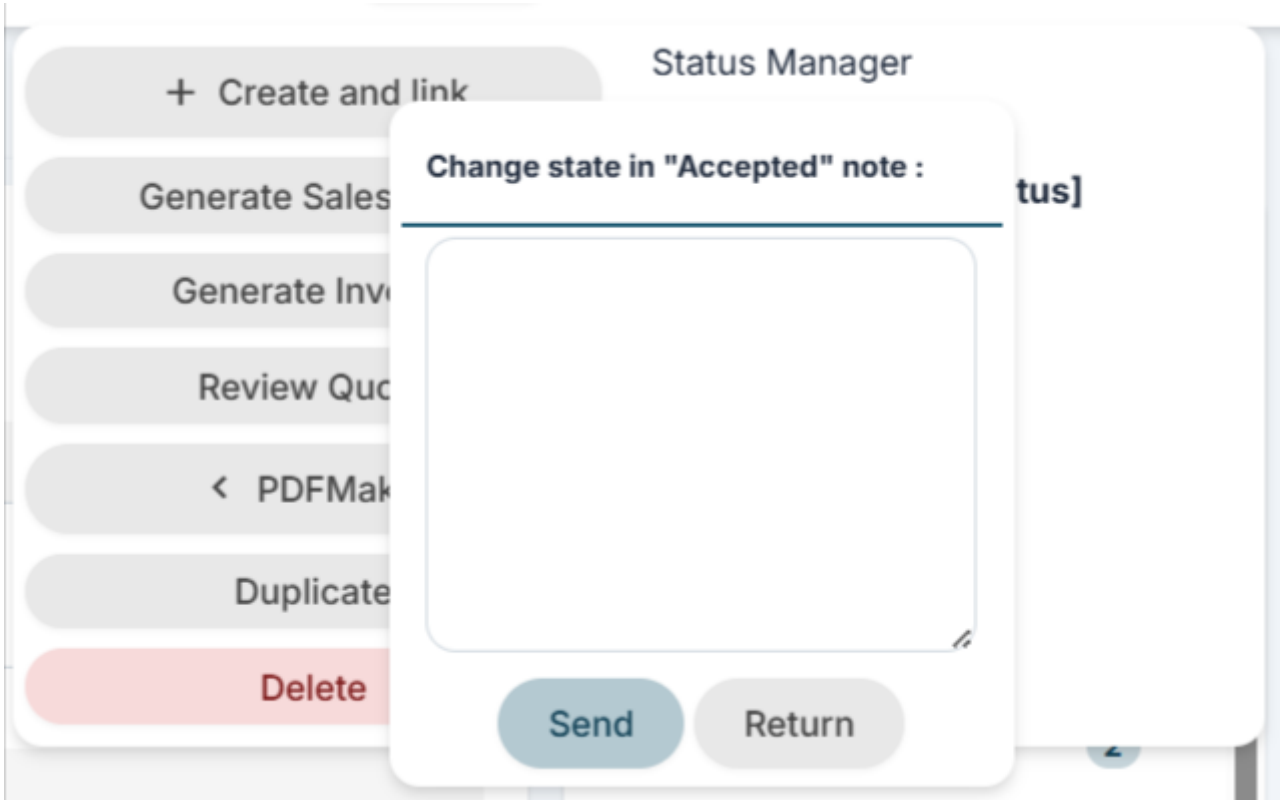 + Create and link
Generate Sales
Generate Inv
Review Quo
< PDFMak
Duplicate
Delete
Status Manager
tus]
Change state in "Accepted" note :
Send
Return
2